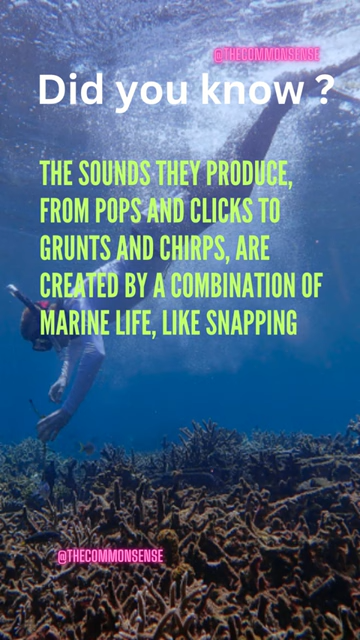 @THECOMMONSENSE
Did you know ?
THE SOUNDS THEY PRODUCE,
FROM POPS AND CLICKS TO
GRUNTS AND CHIRPS, ARE
CREATED BY A COMBINATION OF
MARINE LIFE, LIKE SNAPPING
@THECOMMONSENSE